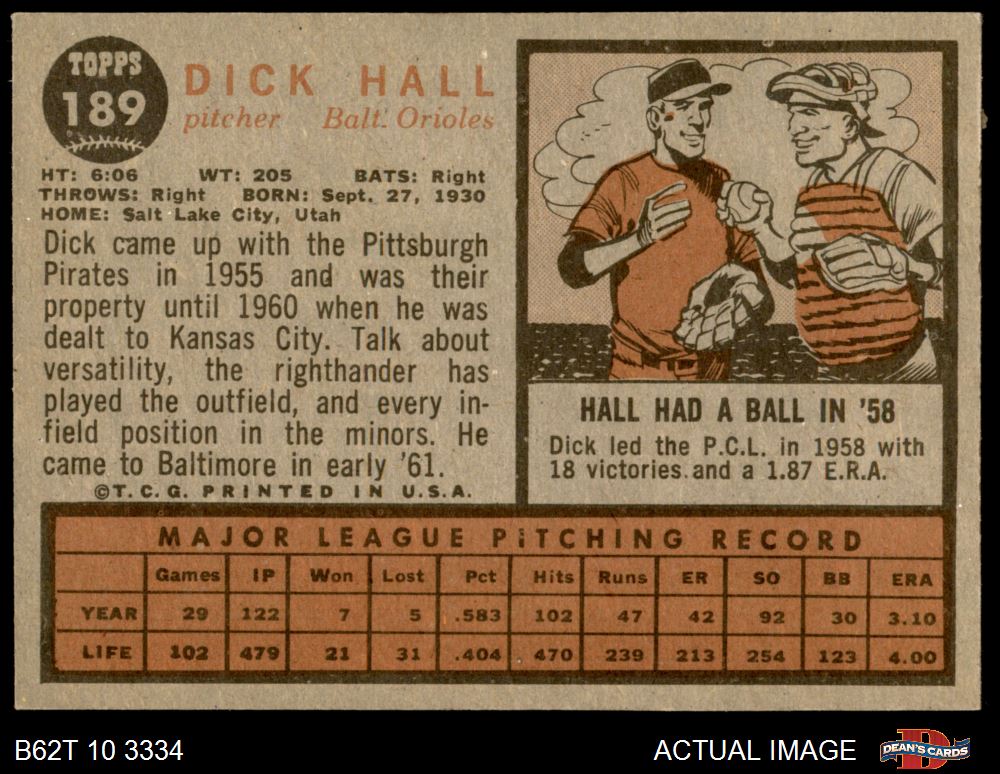 TOPPS
189
DICK HALL
pitcher Balt. Orioles
HT: 6:06 WT: 205 BATS: Right
THROWS: Right BORN: Sept. 27, 1930
HOME: Salt Lake City, Utah
Dick came up with the Pittsburgh
Pirates in 1955 and was their
property until 1960 when he was
dealt to Kansas City. Talk about
versatility, the righthander has
played the outfield, and every in-
field position in the minors. He
came to Baltimore in early '61.
©T. C. G. PRINTED IN U.S.A.
HALL HAD A BALL IN '58
Dick led the P.C.L. in 1958 with
18 victories and a 1.87 E.R.A.
MAJOR LEAGUE PITCHING RECORD
Games IP Won Lost Pct Hits Runs ER SO BB ERA
YEAR 29 122 7 5 .583 102 47 42 92 30 3.10
LIFE 102 479 21 31 .404 470 239 213 254 123 4.00
B62T 10 3334 ACTUAL IMAGE D DEAN'S CARDS